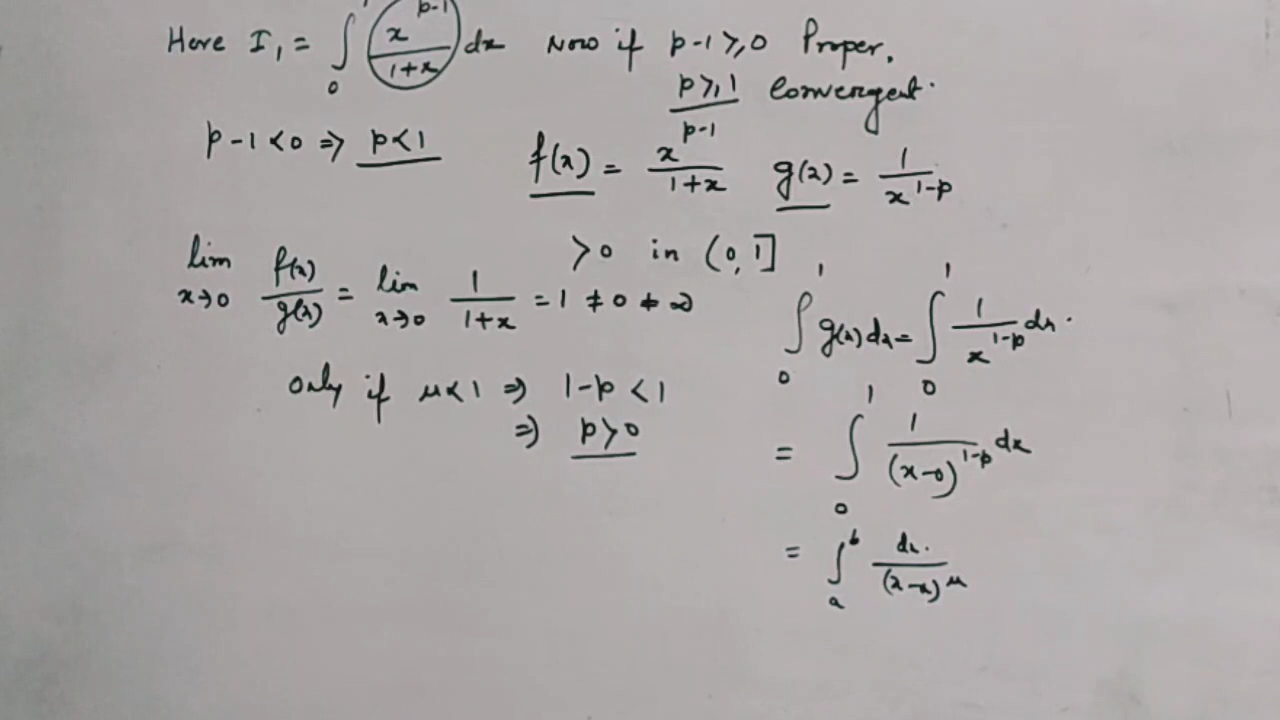 Here I₁ = ∫₀¹ x^{p-1}/(1+x) dx Now if p-1 ≥ 0 Proper.
p ≥ 1 Convergent.
p-1 < 0 ⇒ p < 1 f(x) = x^{p-1}/(1+x) g(x) = 1/x^{1-p}
> 0 in (0, 1]
lim x→0 f(x)/g(x) = lim x→0 1/(1+x) = 1 ≠ 0 ≠ ∞
∫₀¹ g(x) dx = ∫₀¹ 1/x^{1-p} dx.
only if μ < 1 ⇒ 1-p < 1
⇒ p > 0
= ∫₀¹ 1/(x-0)^{1-p} dx
= ∫ₐᵇ dx./(x-x)^μ